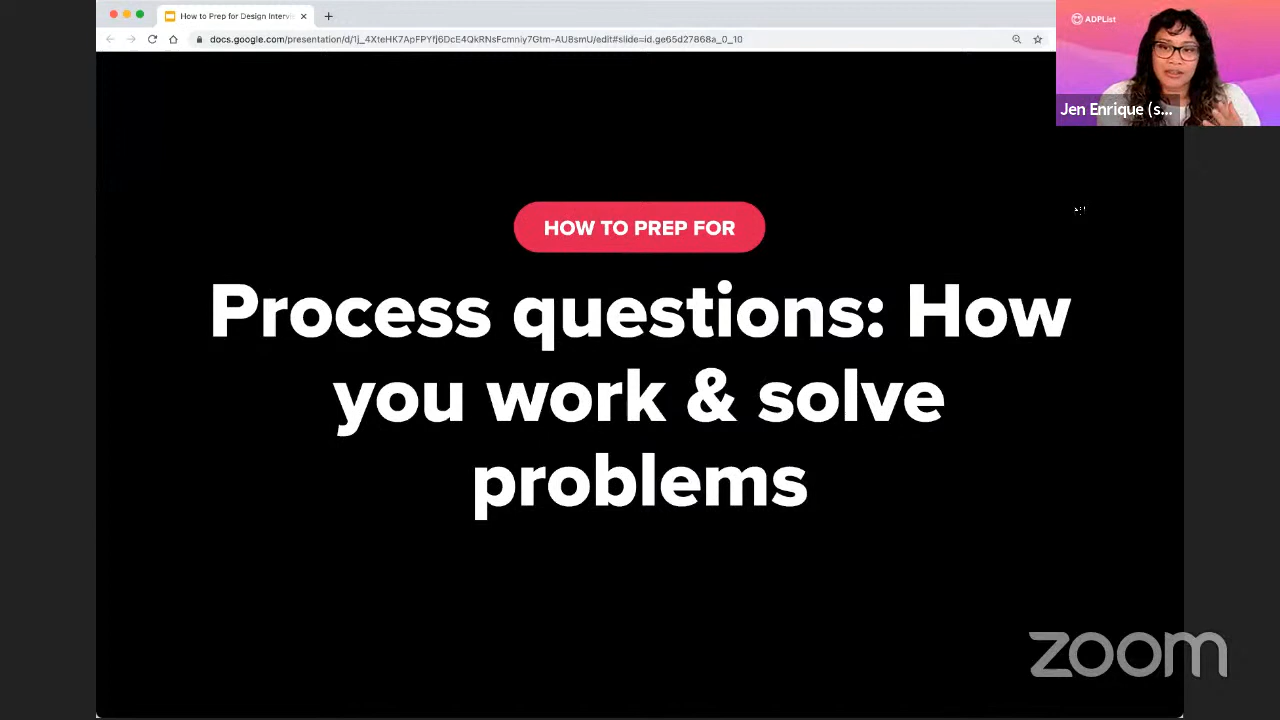 How to Prep for Design Intervi
docs.google.com/presentation/d/1j_4XteHK7ApFPYfJ6DcE4QkRNsFcmniy7Gtm-AU8smU/edit#slide=id.ge65d27868a_0_10
ADPList
Jen Enrique (s...
HOW TO PREP FOR
Process questions: How
you work & solve
problems
zoom